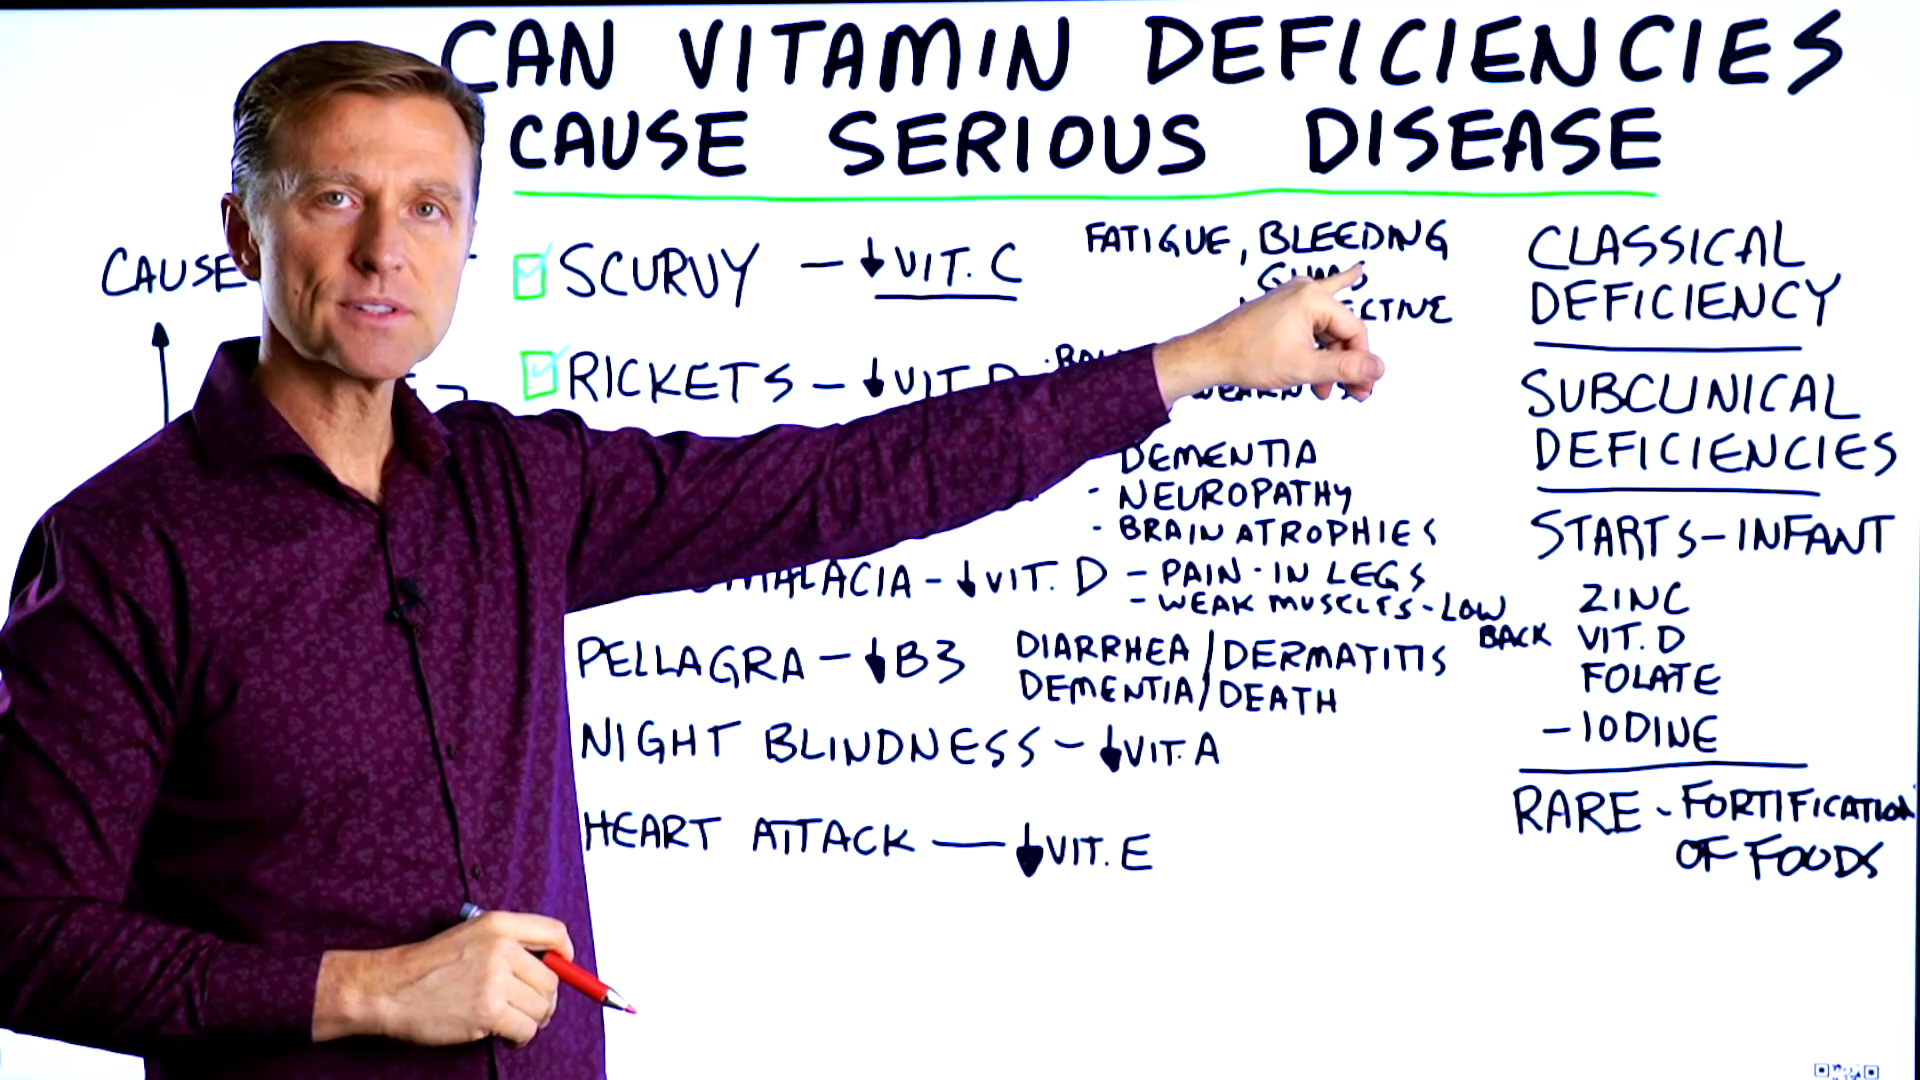 CAN VITAMIN DEFICIENCIES
CAUSE SERIOUS DISEASE
CAUSE
SCURVY - ↓ VIT. C
FATIGUE, BLEEDING
GUMS
RICKETS - ↓ VIT. D
DEMENTIA
- NEUROPATHY
- BRAIN ATROPHIES
MALACIA - ↓ VIT. D - PAIN - IN LEGS
- WEAK MUSCLES - LOW
BACK
PELLAGRA - ↓ B3
DIARRHEA / DERMATITIS
DEMENTIA / DEATH
NIGHT BLINDNESS - ↓ VIT. A
HEART ATTACK — ↓ VIT. E
CLASSICAL
DEFICIENCY
SUBCLINICAL
DEFICIENCIES
STARTS - INFANT
ZINC
VIT. D
FOLATE
- IODINE
RARE - FORTIFICATION
OF FOODS